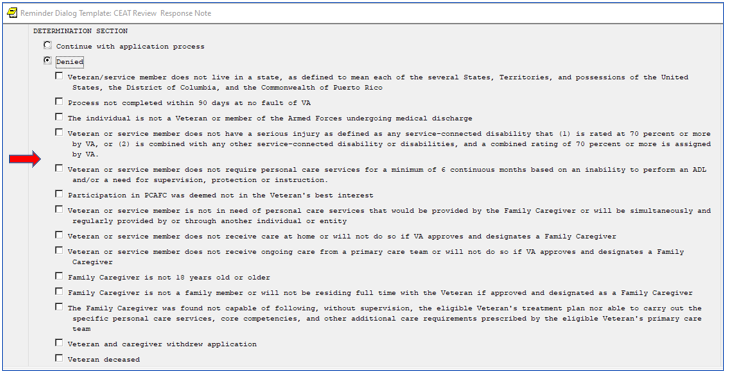 Reminder Dialog Template: CEAT Review  Response Note
DETERMINATION SECTION
Continue with application process
Denied
Veteran/service member does not live in a state, as defined to mean each of the several States, Territories, and possessions of the United
States, the District of Columbia, and the Commonwealth of Puerto Rico
Process not completed within 90 days at no fault of VA
The individual is not a Veteran or member of the Armed Forces undergoing medical discharge
Veteran or service member does not have a serious injury as defined as any service-connected disability that (1) is rated at 70 percent or more
by VA, or (2) is combined with any other service-connected disability or disabilities, and a combined rating of 70 percent or more is assigned
by VA.
Veteran or service member does not require personal care services for a minimum of 6 continuous months based on an inability to perform an ADL
and/or a need for supervision, protection or instruction.
Participation in PCAFC was deemed not in the Veteran's best interest
Veteran or service member is not in need of personal care services that would be provided by the Family Caregiver or will be simultaneously and
regularly provided by or through another individual or entity
Veteran or service member does not receive care at home or will not do so if VA approves and designates a Family Caregiver
Veteran or service member does not receive ongoing care from a primary care team or will not do so if VA approves and designates a Family
Caregiver
Family Caregiver is not 18 years old or older
Family Caregiver is not a family member or will not be residing full time with the Veteran if approved and designated as a Family Caregiver
The Family Caregiver was found not capable of following, without supervision, the eligible Veteran's treatment plan nor able to carry out the
specific personal care services, core competencies, and other additional care requirements prescribed by the eligible Veteran's primary care
team
Veteran and caregiver withdrew application
Veteran deceased